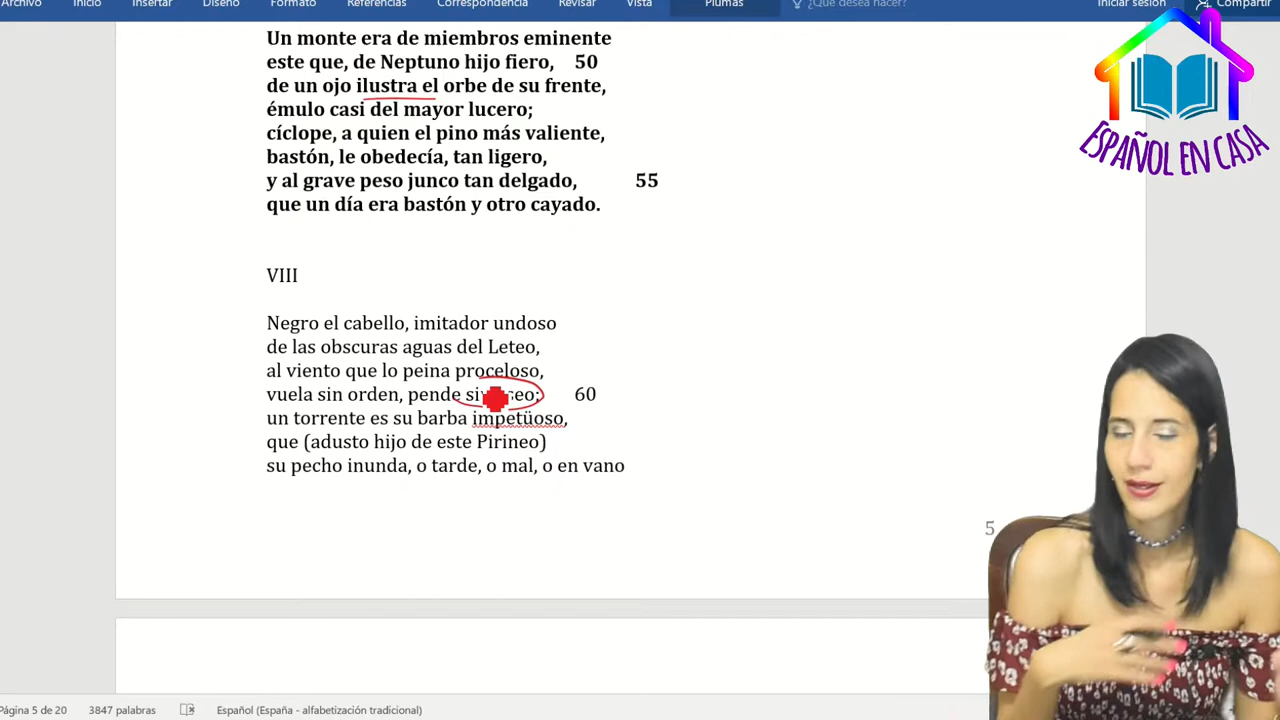 Archivo Inicio Insertar Diseño Formato Referencias Correspondencia Revisar Vista Plumas ¿Qué desea hacer? Iniciar sesión Compartir
Un monte era de miembros eminente
este que, de Neptuno hijo fiero, 50
de un ojo ilustra el orbe de su frente,
émulo casi del mayor lucero;
cíclope, a quien el pino más valiente,
bastón, le obedecía, tan ligero,
y al grave peso junco tan delgado, 55
que un día era bastón y otro cayado.
VIII
Negro el cabello, imitador undoso
de las obscuras aguas del Leteo,
al viento que lo peina proceloso,
vuela sin orden, pende 60
un torrente es su barba impetüoso,
que (adusto hijo de este Pirineo)
su pecho inunda, o tarde, o mal, o en vano
5
ESPAÑOL EN CASA
Página 5 de 20 3847 palabras Español (España - alfabetización tradicional)